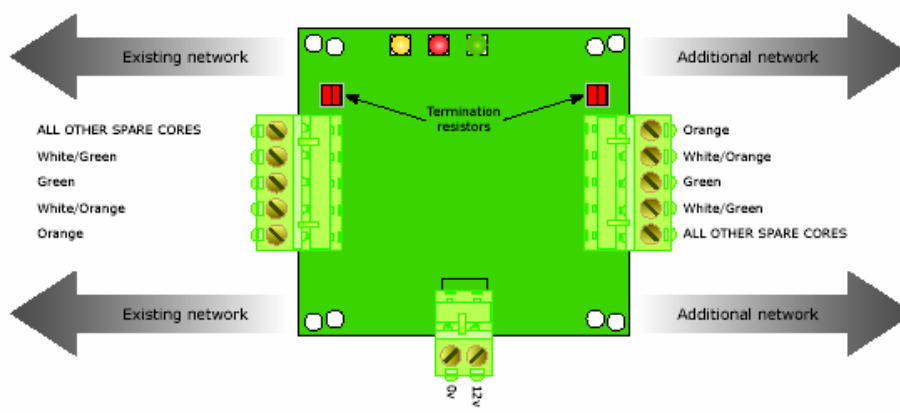 Existing network
Additional network
Termination
resistors
ALL OTHER SPARE CORES
White/Green
Green
White/Orange
Orange
Orange
White/Orange
Green
White/Green
ALL OTHER SPARE CORES
Existing network
Additional network
0v
12v